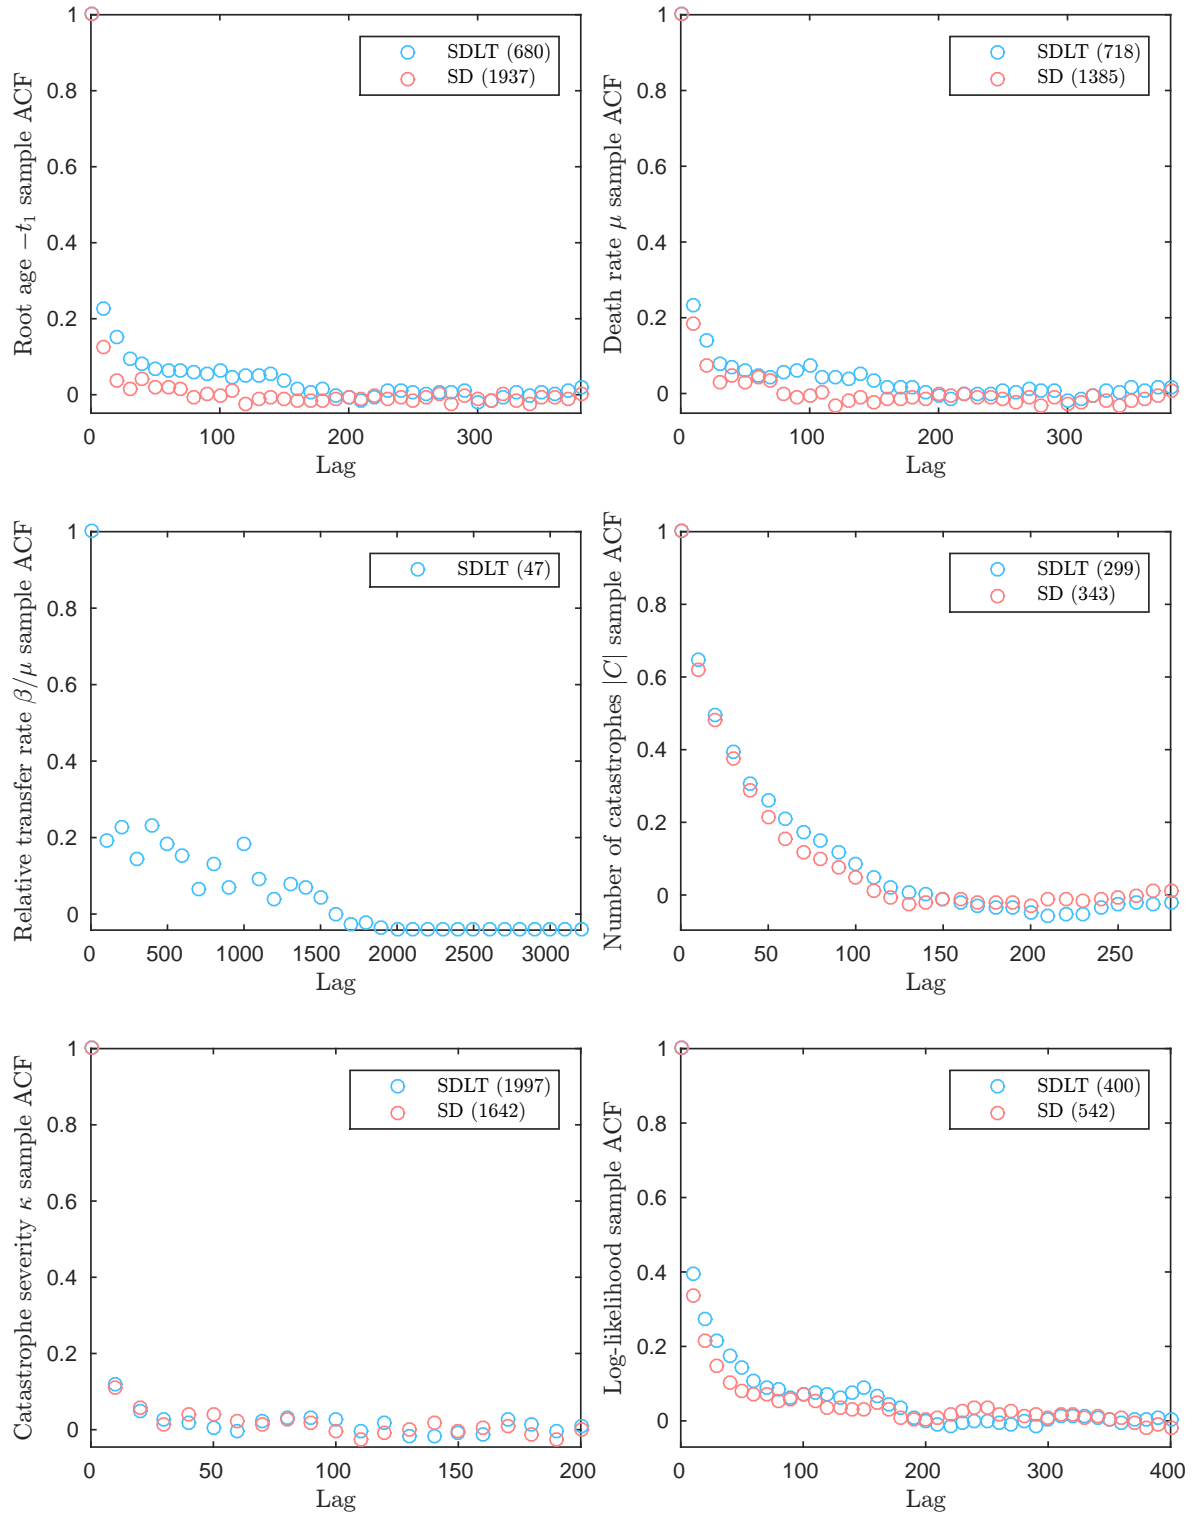 Root age −t₁ sample ACF
1
0.8
0.6
0.4
0.2
0
0 100 200 300
Lag
SDLT (680)
SD (1937)
Death rate μ sample ACF
1
0.8
0.6
0.4
0.2
0
0 100 200 300
Lag
SDLT (718)
SD (1385)
Relative transfer rate β/μ sample ACF
1
0.8
0.6
0.4
0.2
0
0 500 1000 1500 2000 2500 3000
Lag
SDLT (47)
Number of catastrophes |C| sample ACF
1
0.8
0.6
0.4
0.2
0
0 50 100 150 200 250
Lag
SDLT (299)
SD (343)
Catastrophe severity κ sample ACF
1
0.8
0.6
0.4
0.2
0
0 50 100 150 200
Lag
SDLT (1997)
SD (1642)
Log-likelihood sample ACF
1
0.8
0.6
0.4
0.2
0
0 100 200 300 400
Lag
SDLT (400)
SD (542)